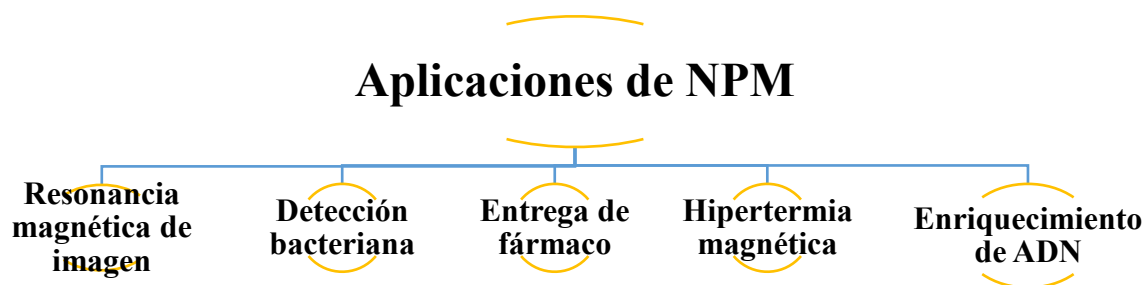 Aplicaciones de NPM
Resonancia
magnética de
imagen
Detección
bacteriana
Entrega de
fármaco
Hipertermia
magnética
Enriquecimiento
de ADN